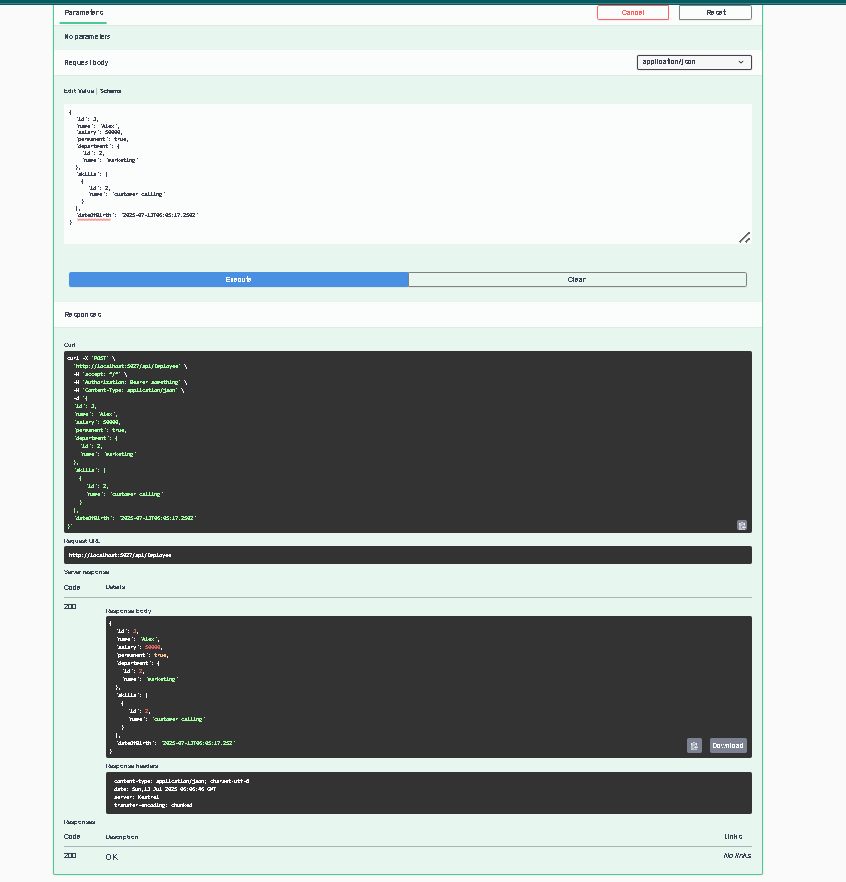 Parameters
Cancel
Reset
No parameters
Request body
application/json
Edit Value | Schema
{
"id": 3,
"name": "Alex",
"salary": 50000,
"permanent": true,
"department": {
"id": 2,
"name": "marketing"
},
"skills": [
{
"id": 2,
"name": "customer calling"
}
],
"dateOfBirth": "2025-07-13T06:05:17.250Z"
}
Execute
Clear
Responses
Curl
curl -X 'POST' \
'http://localhost:5027/api/Employee' \
-H 'accept: */*' \
-H 'Authorization: Bearer something' \
-H 'Content-Type: application/json' \
-d '{
"id": 3,
"name": "Alex",
"salary": 50000,
"permanent": true,
"department": {
"id": 2,
"name": "marketing"
},
"skills": [
{
"id": 2,
"name": "customer calling"
}
],
"dateOfBirth": "2025-07-13T06:05:17.250Z"
}'
Request URL
http://localhost:5027/api/Employee
Server response
Code
Details
200
Response body
{
"id": 3,
"name": "Alex",
"salary": 50000,
"permanent": true,
"department": {
"id": 2,
"name": "marketing"
},
"skills": [
{
"id": 2,
"name": "customer calling"
}
],
"dateOfBirth": "2025-07-13T06:05:17.25Z"
}
Download
Response headers
content-type: application/json; charset=utf-8
date: Sun,13 Jul 2025 06:06:46 GMT
server: Kestrel
transfer-encoding: chunked
Responses
Code
Description
Links
200
OK
No links